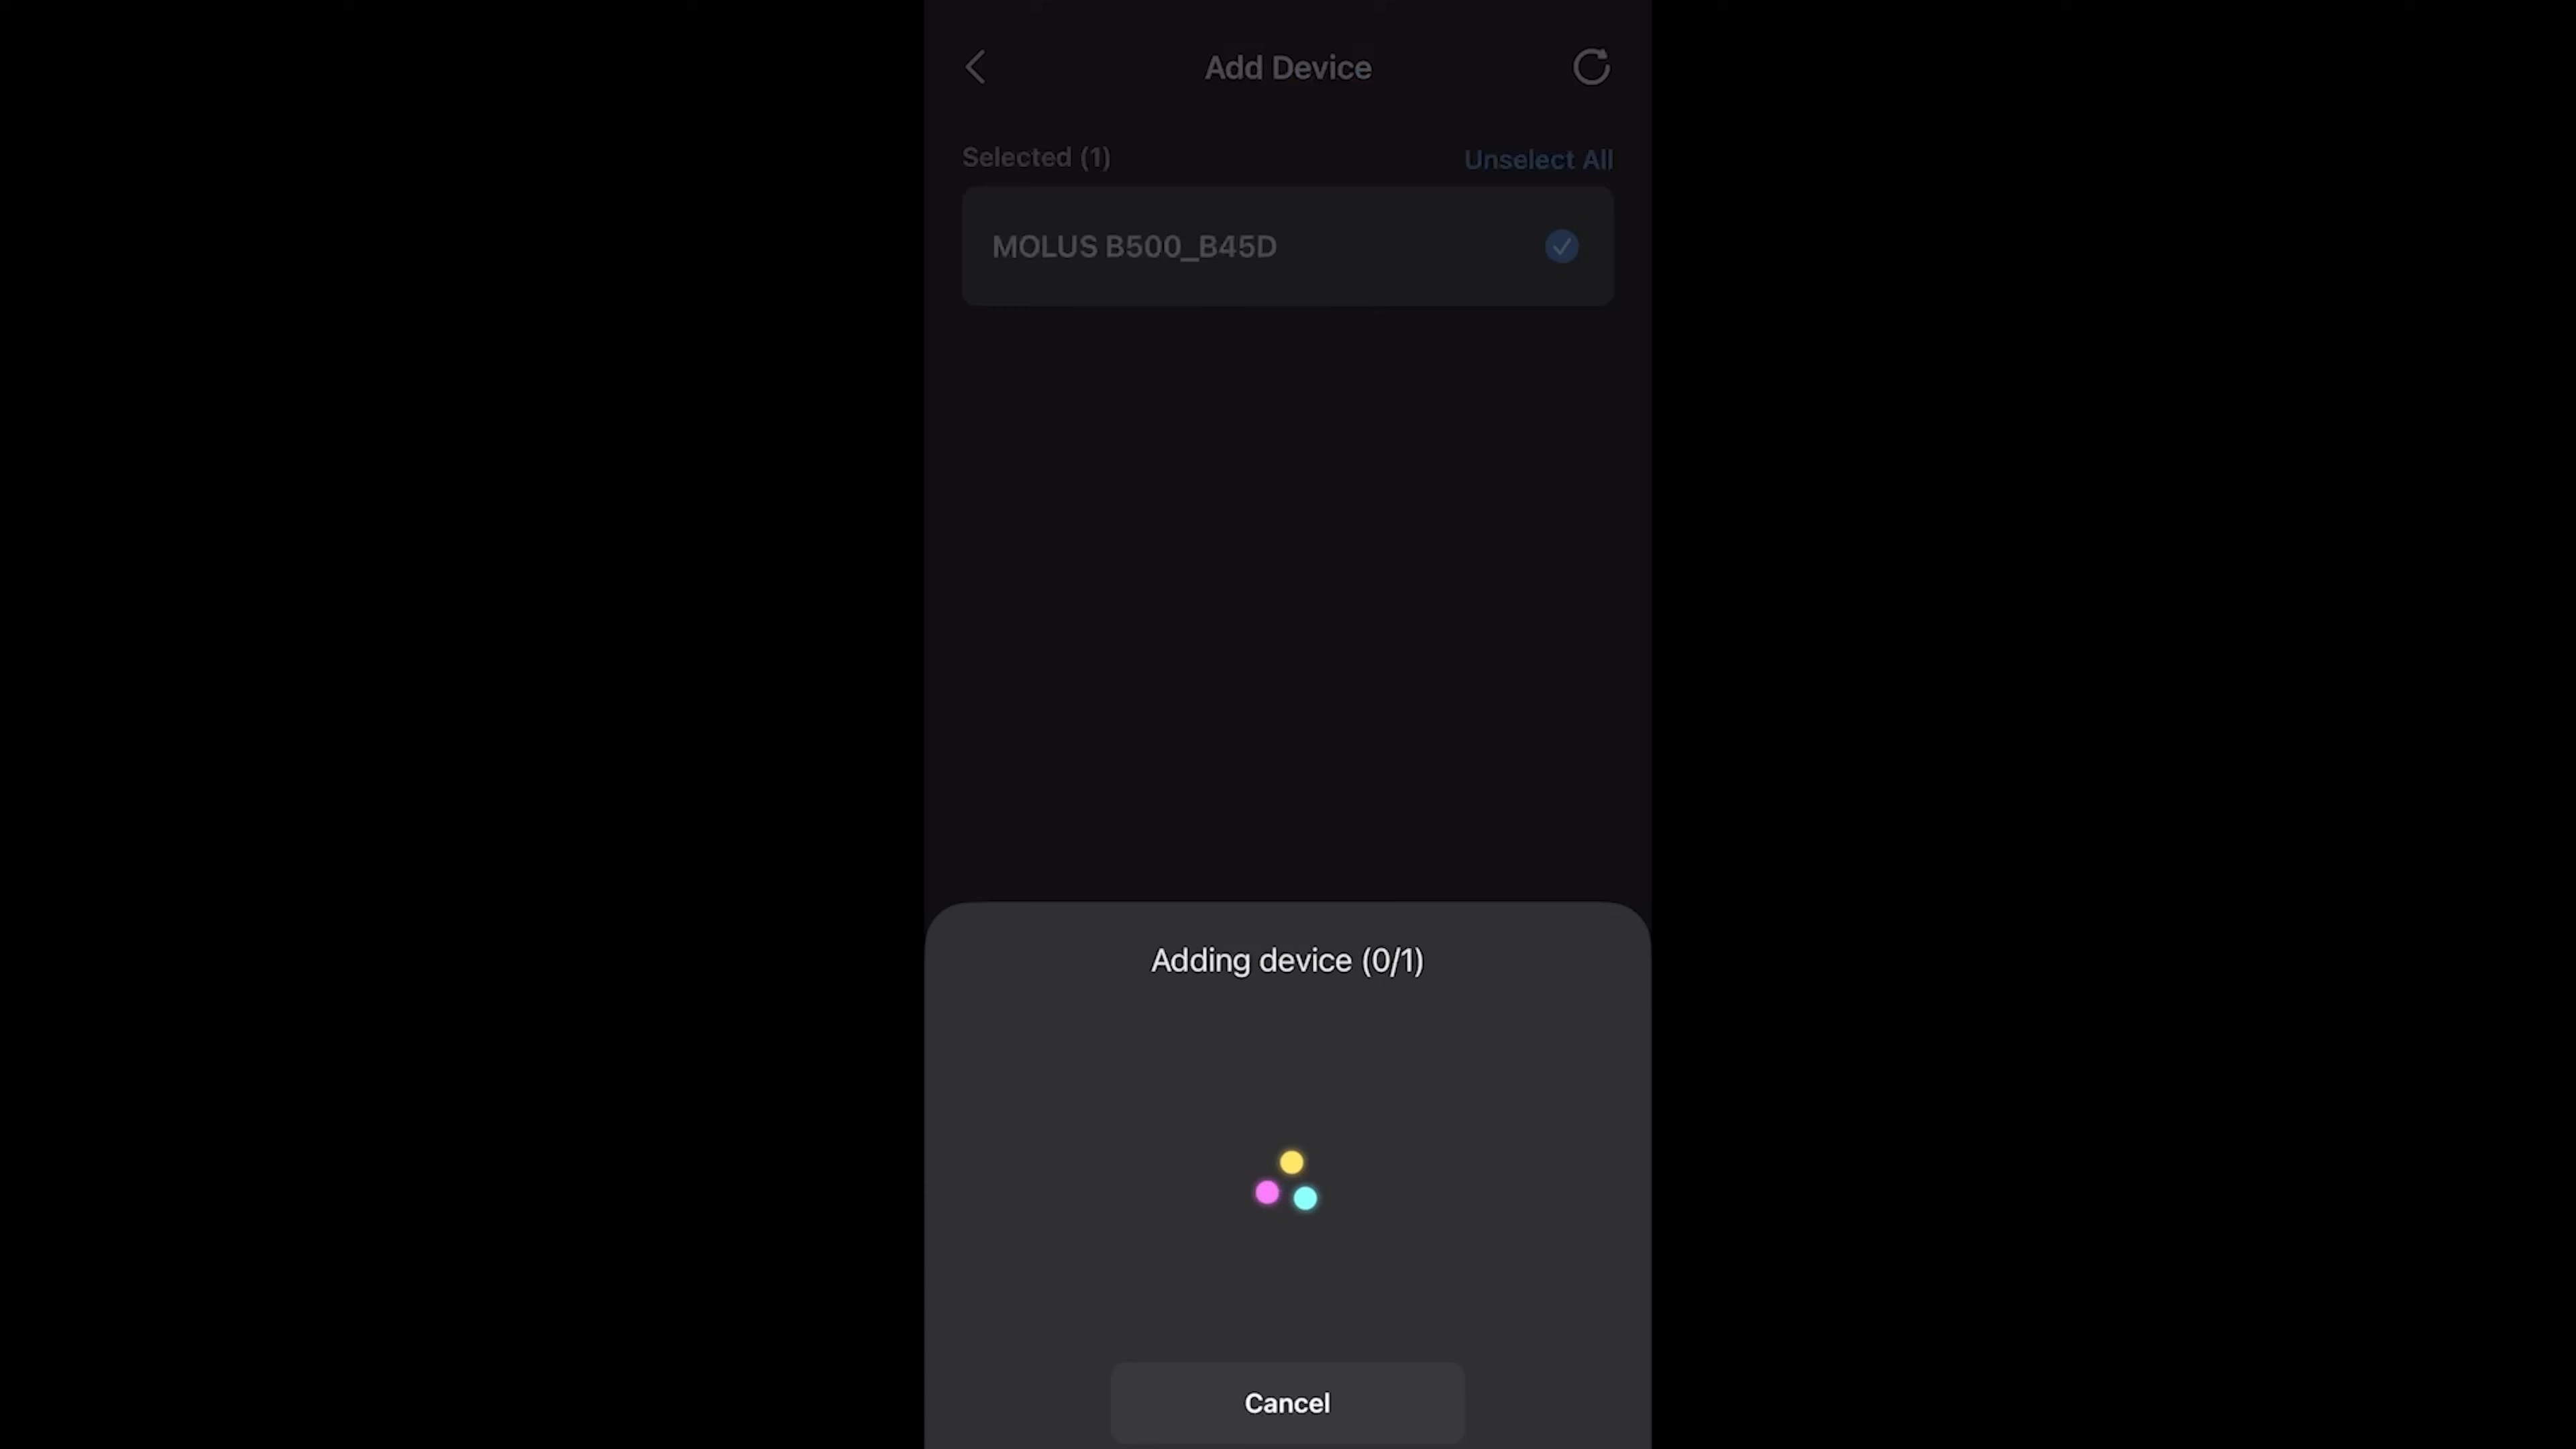 Add Device
Selected (1)
Unselect All
MOLUS B500_B45D
Adding device (0/1)
Cancel